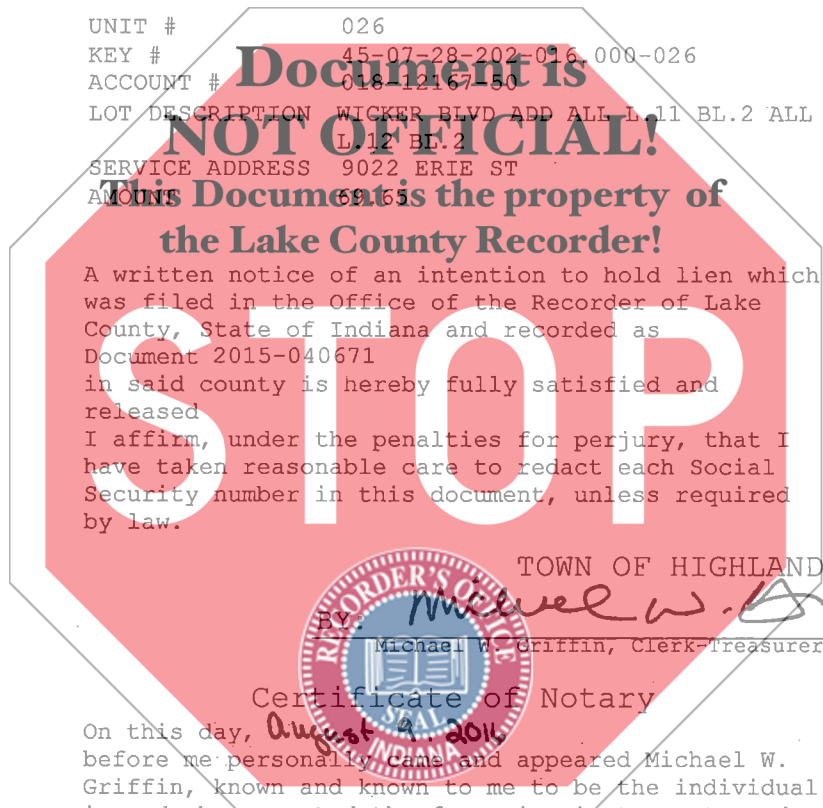 UNIT # 026
KEY # 45-07-28-202-016.000-026
ACCOUNT # 018-12167-50
LOT DESCRIPTION WICKER BLVD ADD ALL L.11 BL.2 ALL
L.12 BL.2
SERVICE ADDRESS 9022 ERIE ST
AMOUNT 69.65
Document is
NOT OFFICIAL!
This Document is the property of
the Lake County Recorder!
STOP
A written notice of an intention to hold lien which
was filed in the Office of the Recorder of Lake
County, State of Indiana and recorded as
Document 2015-040671
in said county is hereby fully satisfied and
released
I affirm, under the penalties for perjury, that I
have taken reasonable care to redact each Social
Security number in this document, unless required
by law.
TOWN OF HIGHLAND
BY: Michael W.
Michael W. Griffin, Clerk-Treasurer
RECORDER'S OFFICE
SEAL
INDIANA
Certificate of Notary
On this day, August 9, 2016
before me personally came and appeared Michael W.
Griffin, known and known to me to be the individual